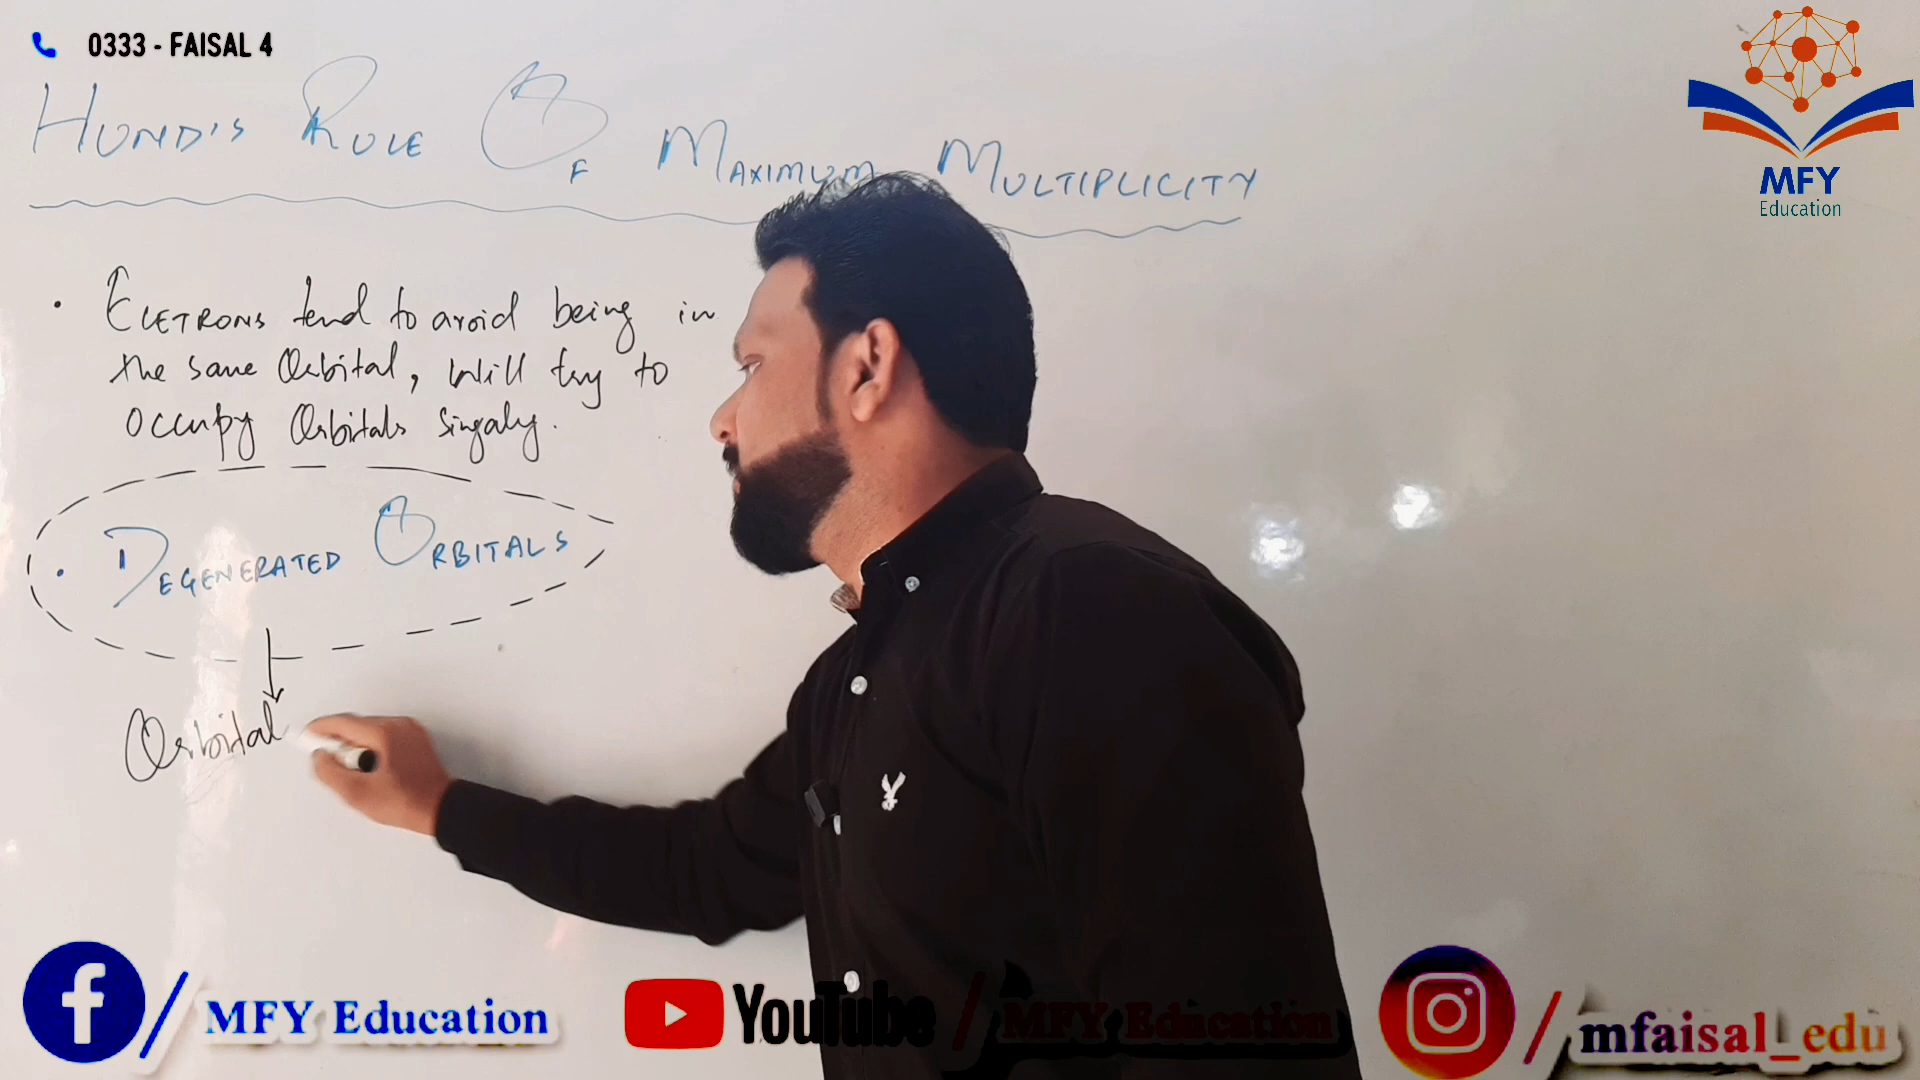 0333 - FAISAL 4
HUND'S RULE OF MAXIMUM MULTIPLICITY
MFY
Education
• ELETRONS tend to avoid being in
the same Orbital, will try to
occupy Orbitals Singaly.
• DEGENERATED ORBITALS
Orbital
/ MFY Education
YouTube / MFY Education
/ mfaisal_edu